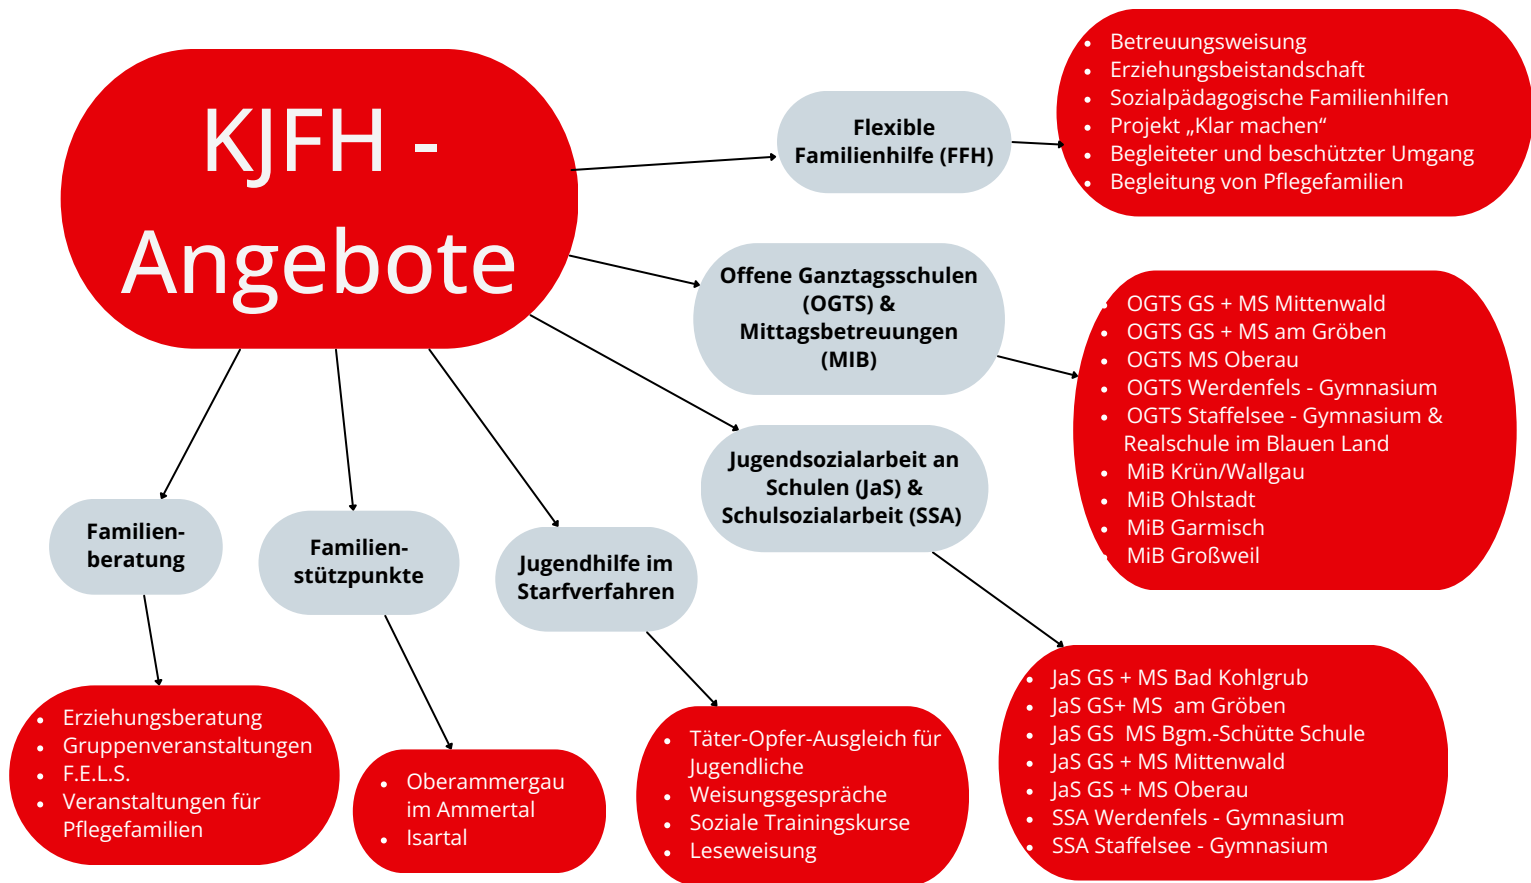 KJFH -
Angebote
Flexible
Familienhilfe (FFH)
• Betreuungsweisung
• Erziehungsbeistandschaft
• Sozialpädagogische Familienhilfen
• Projekt „Klar machen“
• Begleiteter und beschützter Umgang
• Begleitung von Pflegefamilien
Offene Ganztagsschulen
(OGTS) &
Mittagsbetreuungen
(MIB)
• OGTS GS + MS Mittenwald
• OGTS GS + MS am Gröben
• OGTS MS Oberau
• OGTS Werdenfels - Gymnasium
• OGTS Staffelsee - Gymnasium &
Realschule im Blauen Land
• MiB Krün/Wallgau
• MiB Ohlstadt
• MiB Garmisch
• MiB Großweil
Jugendsozialarbeit an
Schulen (JaS) &
Schulsozialarbeit (SSA)
• JaS GS + MS Bad Kohlgrub
• JaS GS+ MS  am Gröben
• JaS GS  MS Bgm.-Schütte Schule
• JaS GS + MS Mittenwald
• JaS GS + MS Oberau
• SSA Werdenfels - Gymnasium
• SSA Staffelsee - Gymnasium
Jugendhilfe im
Starfverfahren
• Täter-Opfer-Ausgleich für
Jugendliche
• Weisungsgespräche
• Soziale Trainingskurse
• Leseweisung
Familien-
stützpunkte
• Oberammergau
im Ammertal
• Isartal
Familien-
beratung
• Erziehungsberatung
• Gruppenveranstaltungen
• F.E.L.S.
• Veranstaltungen für
Pflegefamilien